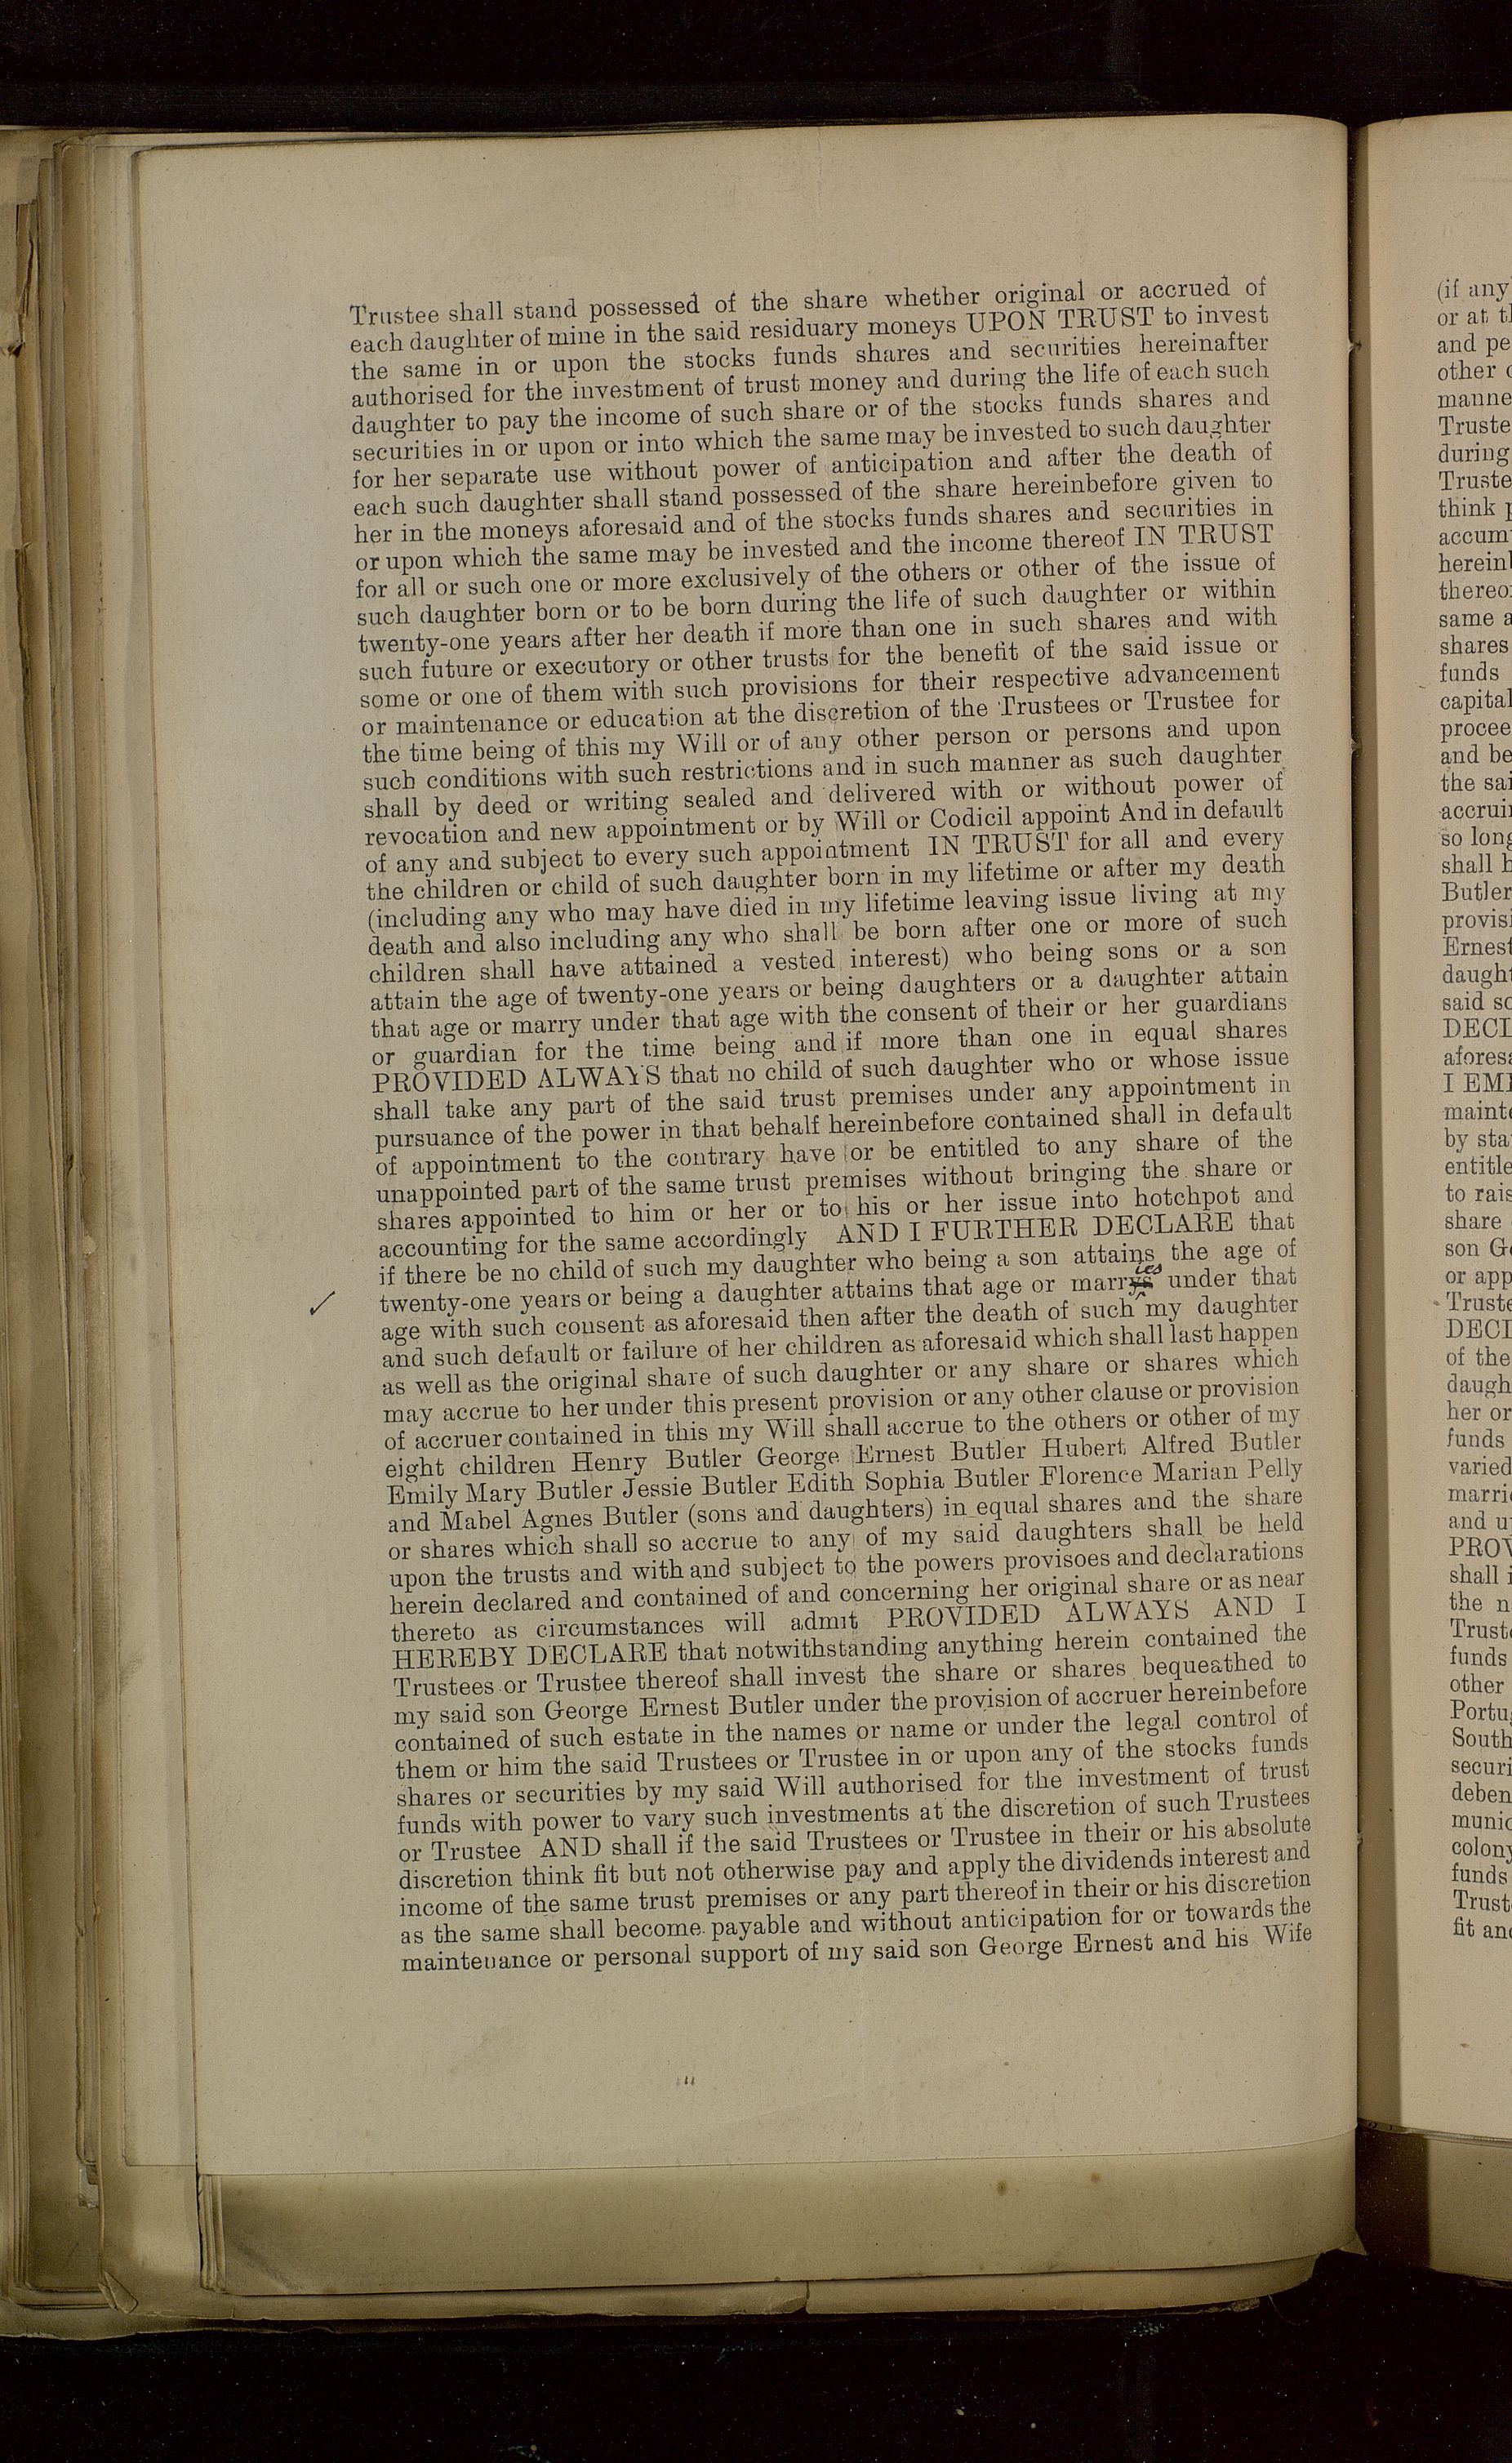 Trustee shall stand possessed of the share whether original or accrued of
each daughter of mine in the said residuary moneys UPON TRUST to invest
the same in or upon the stocks funds shares and securities hereinafter
authorised for the investment of trust money and during the life of each such
daughter to pay the income of such share or of the stocks funds shares and
securities in or upon or into which the same may be invested to such daughter
for her separate use without power of anticipation and after the death of
each such daughter shall stand possessed of the share hereinbefore given to
her in the moneys aforesaid and of the stocks funds shares and securities in
or upon which the same may be invested and the income thereof IN TRUST
for all or such one or more exclusively of the others or other of the issue of
such daughter born or to be born during the life of such daughter or within
twenty-one years after her death if more than one in such shares and with
such future or executory or other trusts for the benefit of the said issue or
some or one of them with such provisions for their respective advancement
or maintenance or education at the discretion of the Trustees or Trustee for
the time being of this my Will or of any other person or persons and upon
such conditions with such restrictions and in such manner as such daughter
shall by deed or writing sealed and delivered with or without power of
revocation and new appointment or by Will or Codicil appoint And in default
of any and subject to every such appointment IN TRUST for all and every
the children or child of such daughter born in my lifetime or after my death
(including any who may have died in my lifetime leaving issue living at my
death and also including any who shall be born after one or more of such
children shall have attained a vested interest) who being sons or a son
attain the age of twenty-one years or being daughters or a daughter attain
that age or marry under that age with the consent of their or her guardians
or guardian for the time being and if more than one in equal shares
PROVIDED ALWAYS that no child of such daughter who or whose issue
shall take any part of the said trust premises under any appointment in
pursuance of the power in that behalf hereinbefore contained shall in default
of appointment to the contrary have or be entitled to any share of the
unappointed part of the same trust premises without bringing the share or
shares appointed to him or her or to his or her issue into hotchpot and
accounting for the same accordingly AND I FURTHER DECLARE that
if there be no child of such my daughter who being a son attains the age of
twenty-one years or being a daughter attains that age or marrys ies under that
age with such consent as aforesaid then after the death of such my daughter
and such default or failure of her children as aforesaid which shall last happen
as well as the original share of such daughter or any share or shares which
may accrue to her under this present provision or any other clause or provision
of accruer contained in this my Will shall accrue to the others or other of my
eight children Henry Butler George Ernest Butler Hubert Alfred Butler
Emily Mary Butler Jessie Butler Edith Sophia Butler Florence Marian Pelly
and Mabel Agnes Butler (sons and daughters) in equal shares and the share
or shares which shall so accrue to any of my said daughters shall be held
upon the trusts and with and subject to the powers provisoes and declarations
herein declared and contained of and concerning her original share or as near
thereto as circumstances will admit PROVIDED ALWAYS AND I
HEREBY DECLARE that notwithstanding anything herein contained the
Trustees or Trustee thereof shall invest the share or shares bequeathed to
my said son George Ernest Butler under the provision of accruer hereinbefore
contained of such estate in the names or name or under the legal control of
them or him the said Trustees or Trustee in or upon any of the stocks funds
shares or securities by my said Will authorised for the investment of trust
funds with power to vary such investments at the discretion of such Trustees
or Trustee AND shall if the said Trustees or Trustee in their or his absolute
discretion think fit but not otherwise pay and apply the dividends interest and
income of the same trust premises or any part thereof in their or his discretion
as the same shall become payable and without anticipation for or towards the
maintenance or personal support of my said son George Ernest and his Wife
(if any
or at
and
other
Butler
so long
shares
funds
capital
and be
by
share
of the
her or
funds
and
shall
the
funds
other
South
funds
fit